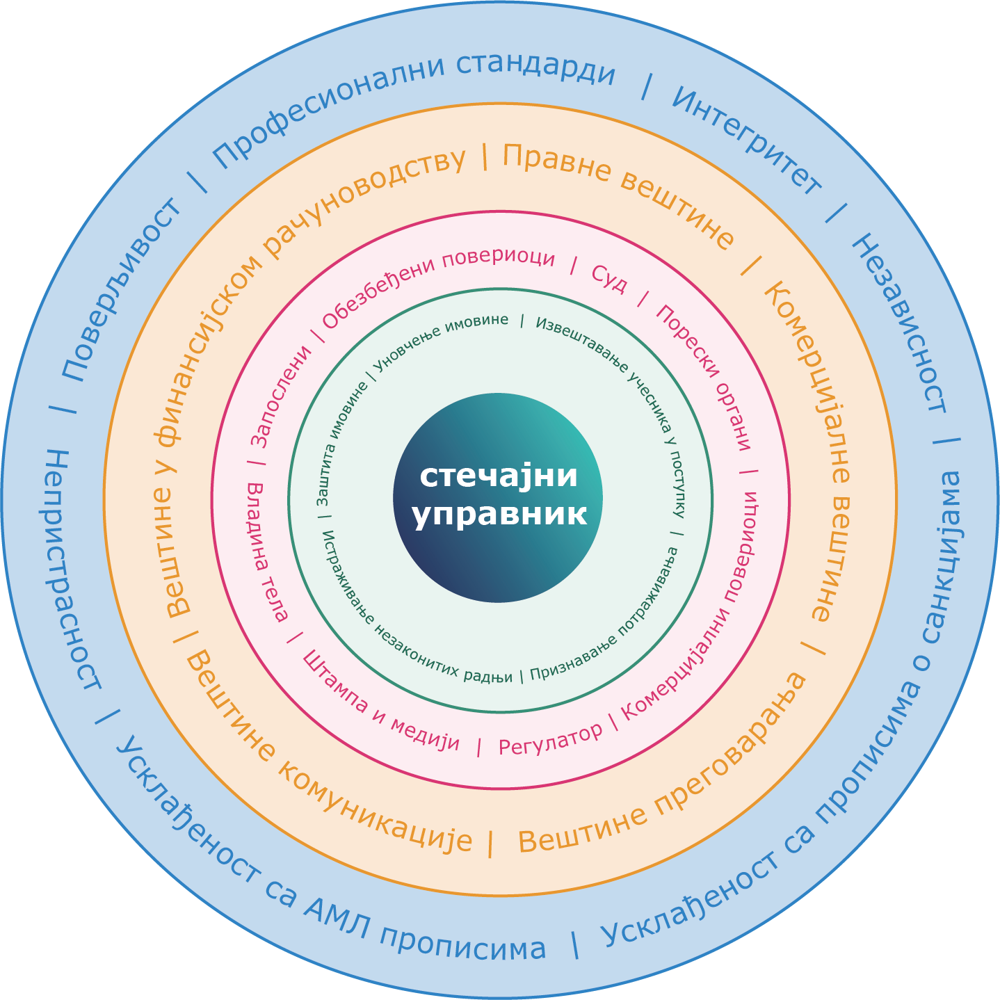 Професионални стандарди | Интегритет | Независност | Усклађеност са прописима о санкцијама | Усклађеност са АМЛ прописима | Непристрасност | Поверљивост |
Правне вештине | Комерцијалне вештине | Вештине преговарања | Вештине комуникације | Вештине у финансијском рачуноводству |
Обезбеђени повериоци | Суд | Порески органи | Комерцијални повериоци | Регулатор | Штампа и медији | Владина тела | Запослени |
Уновчење имовине | Извештавање учесника у поступку | Признавање потраживања | Истраживање незаконитих радњи | Заштита имовине |
стечајни
управник